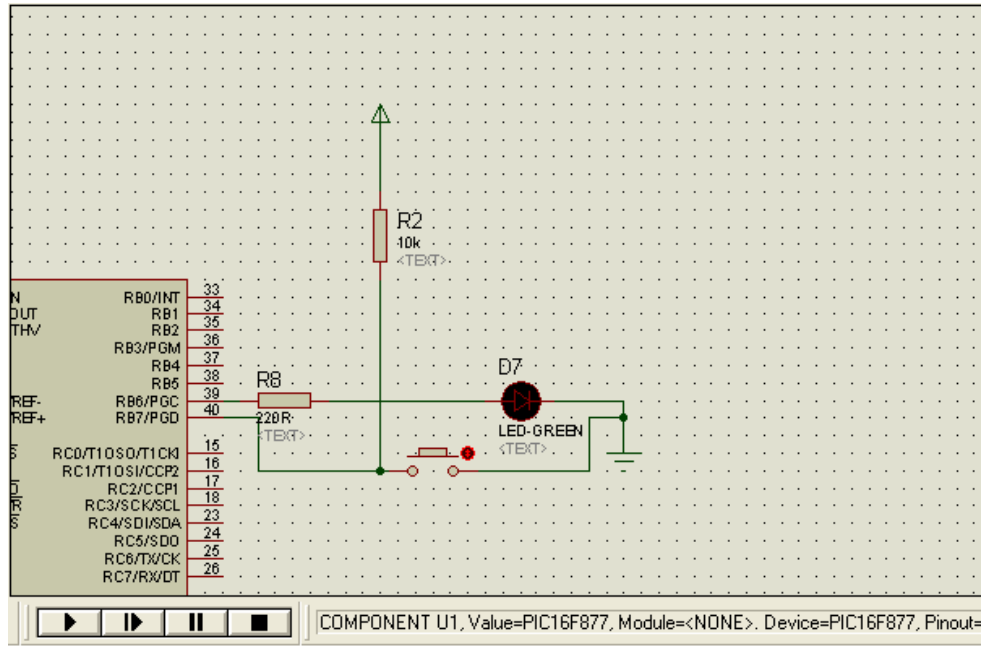 R2
10k
<TEXT>
N RB0/INT 33
OUT RB1 34
THV RB2 35
RB3/PGM 36
RB4 37
RB5 38
VREF- RB6/PGC 39
VREF+ RB7/PGD 40
R8
220R
<TEXT>
D7
LED-GREEN
<TEXT>
S RC0/T1OSO/T1CKI 15
RC1/T1OSI/CCP2 16
D RC2/CCP1 17
R RC3/SCK/SCL 18
S RC4/SDI/SDA 23
RC5/SDO 24
RC6/TX/CK 25
RC7/RX/DT 26
COMPONENT U1, Value=PIC16F877, Module=<NONE>. Device=PIC16F877, Pinout=